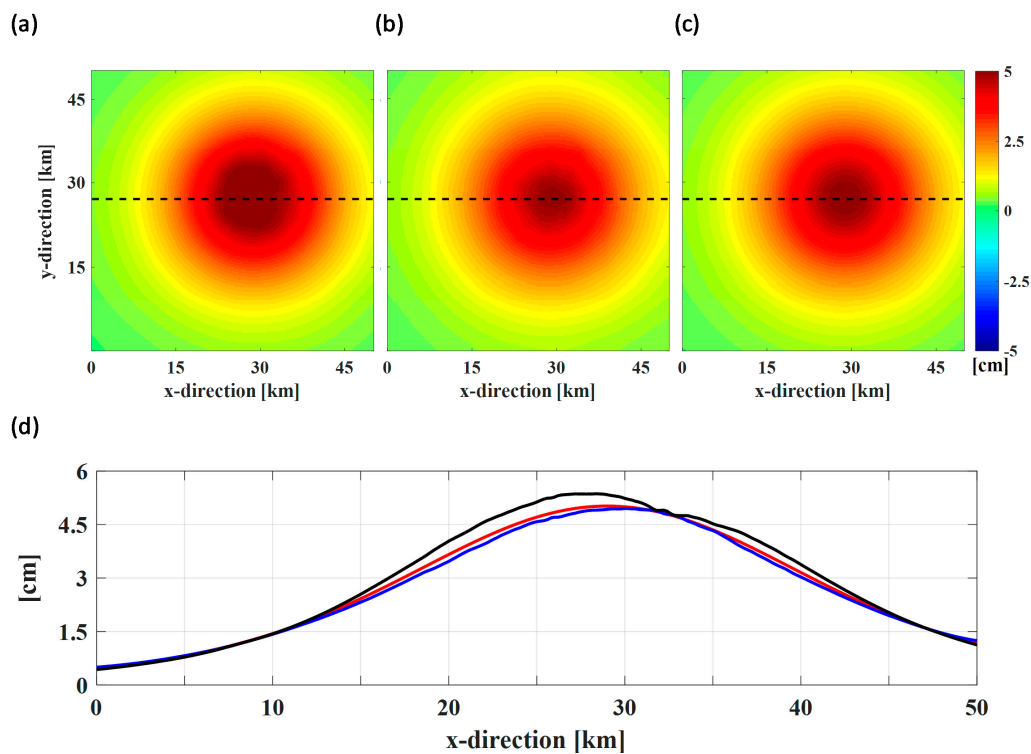 (a) (b) (c)
45 5
30 2.5
15 0
-2.5
-5
y-direction [km]
0 15 30 45 0 15 30 45 0 15 30 45 [cm]
x-direction [km] x-direction [km] x-direction [km]
(d)
6
4.5
3
1.5
0
[cm]
0 10 20 30 40 50
x-direction [km]